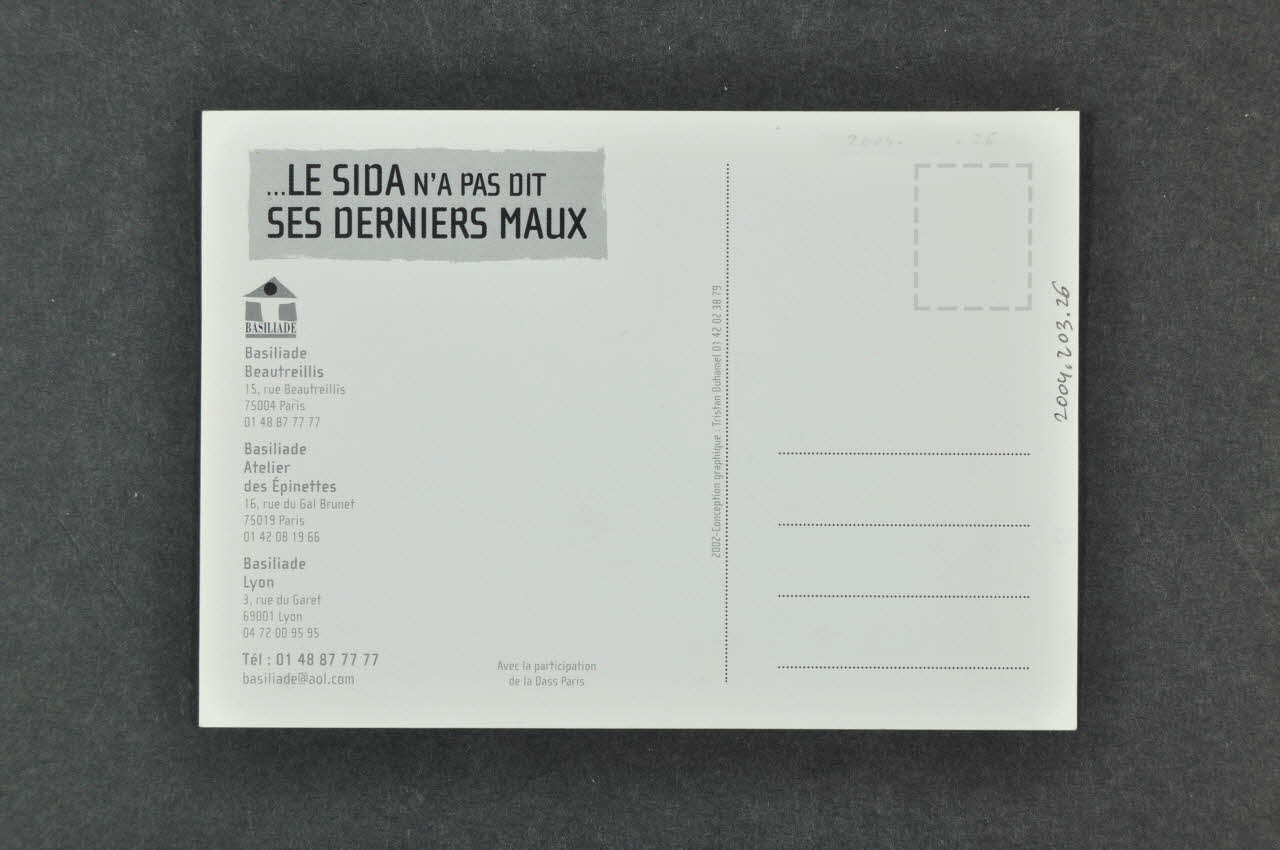 ...LE SIDA N'A PAS DIT
SES DERNIERS MAUX
BASILIADE
Basiliade
Beautreillis
15, rue Beautreillis
75004 Paris
01 48 87 77 77
Basiliade
Atelier
des Épinettes
16, rue du Gal Brunet
75019 Paris
01 42 08 19 66
Basiliade
Lyon
3, rue du Garet
69001 Lyon
04 72 00 95 95
Tél : 01 48 87 77 77
basiliade@aol.com
Avec la participation
de la Dass Paris
2002-Conception graphique : Tristan Duhamel 01 42 02 38 79
2004. . 26
2004.203.26